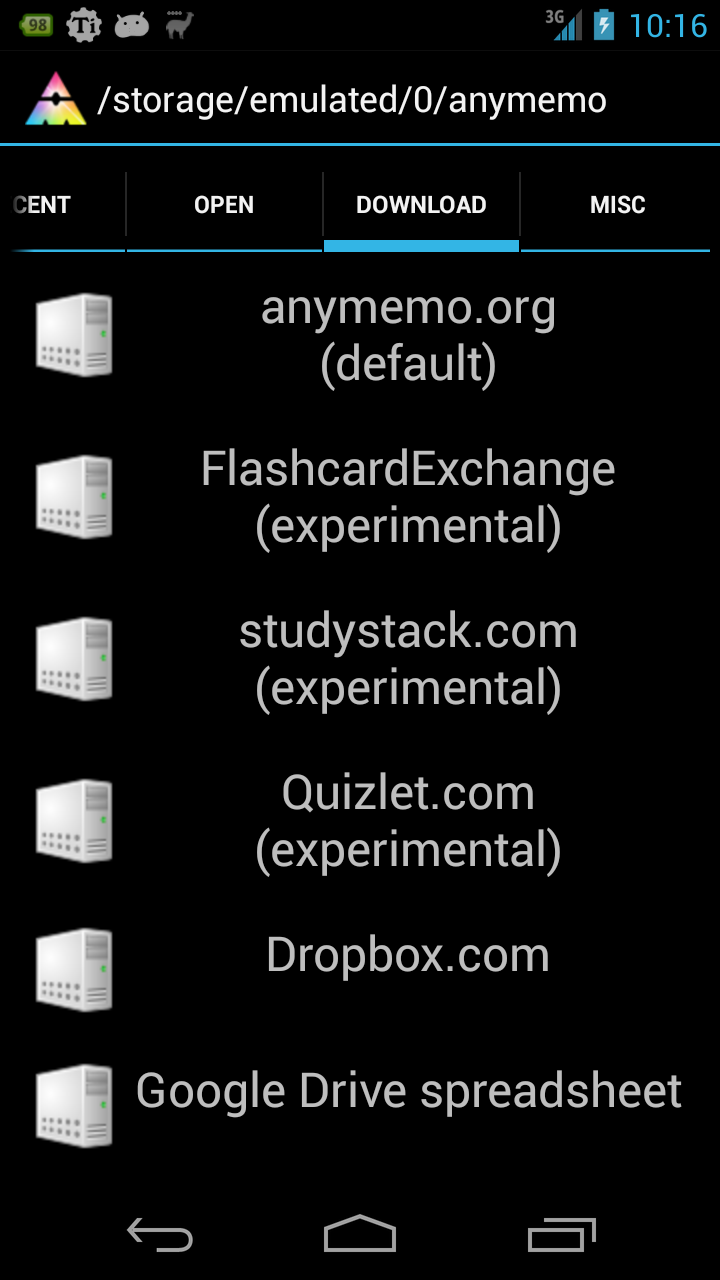 98 Ti 3G 10:16
/storage/emulated/0/anymemo
CENT OPEN DOWNLOAD MISC
anymemo.org
(default)
FlashcardExchange
(experimental)
studystack.com
(experimental)
Quizlet.com
(experimental)
Dropbox.com
Google Drive spreadsheet